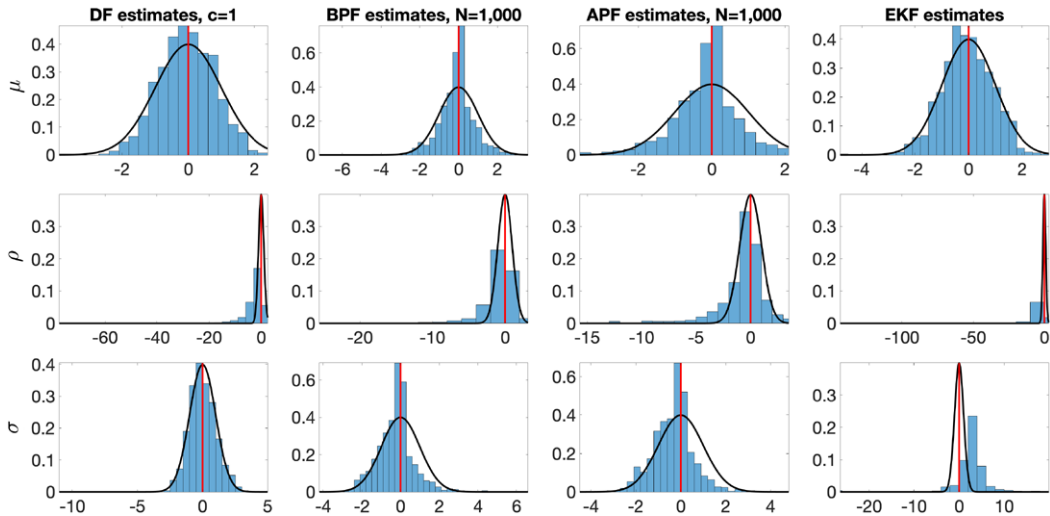 DF estimates, c=1 BPF estimates, N=1,000 APF estimates, N=1,000 EKF estimates
0.4 0.6 0.6 0.4
0.3 0.3
μ 0.2 0.4 0.4 0.2
0.1 0.2 0.2 0.1
0 0 0 0
-2 0 2 -6 -4 -2 0 2 -2 0 2 -4 -2 0 2
0.3 0.3 0.3 0.3
ρ 0.2 0.2 0.2 0.2
0.1 0.1 0.1 0.1
0 0 0 0
-60 -40 -20 0 -20 -10 0 -15 -10 -5 0 -100 -50 0
0.4 0.6 0.6
0.3 0.3
σ 0.2 0.4 0.4 0.2
0.1 0.2 0.2 0.1
0 0 0 0
-10 -5 0 5 -4 -2 0 2 4 6 -4 -2 0 2 4 -20 -10 0 10